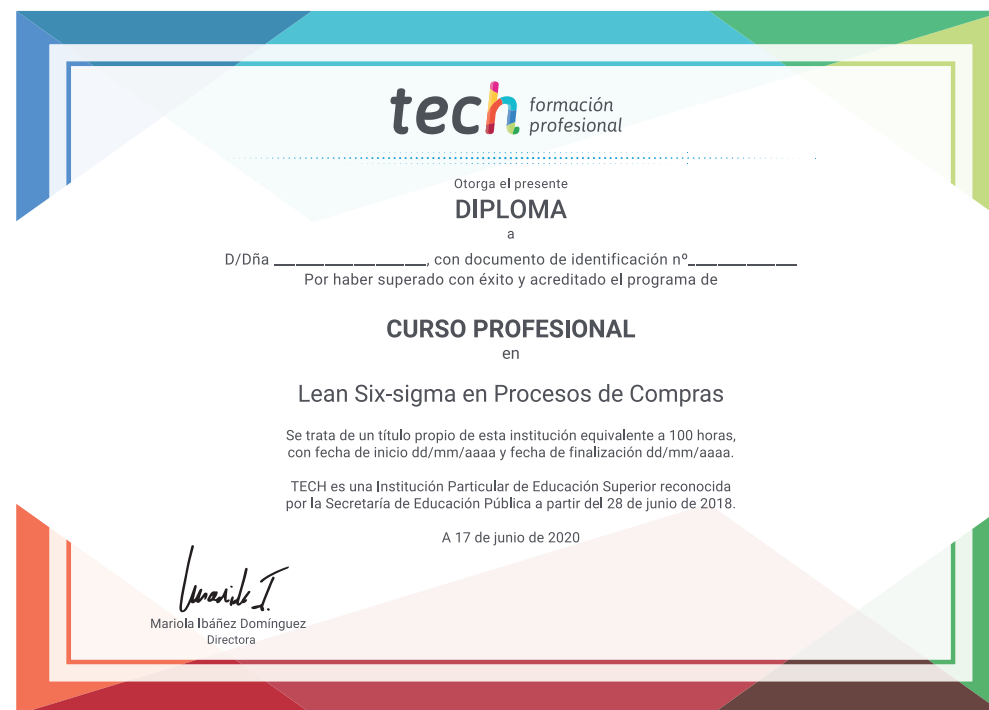 tech formación
profesional
Otorga el presente
DIPLOMA
a
D/Dña _________________, con documento de identificación nº____________
Por haber superado con éxito y acreditado el programa de
CURSO PROFESIONAL
en
Lean Six-sigma en Procesos de Compras
Se trata de un título propio de esta institución equivalente a 100 horas,
con fecha de inicio dd/mm/aaaa y fecha de finalización dd/mm/aaaa.
TECH es una Institución Particular de Educación Superior reconocida
por la Secretaría de Educación Pública a partir del 28 de junio de 2018.
A 17 de junio de 2020
Mariola Ibáñez Domínguez
Directora